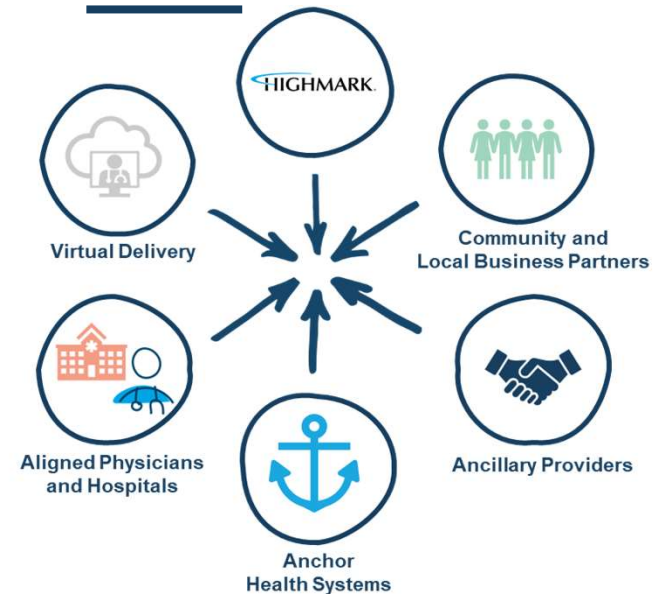 HIGHMARK.
Virtual Delivery
Community and
Local Business Partners
Aligned Physicians
and Hospitals
Ancillary Providers
Anchor
Health Systems